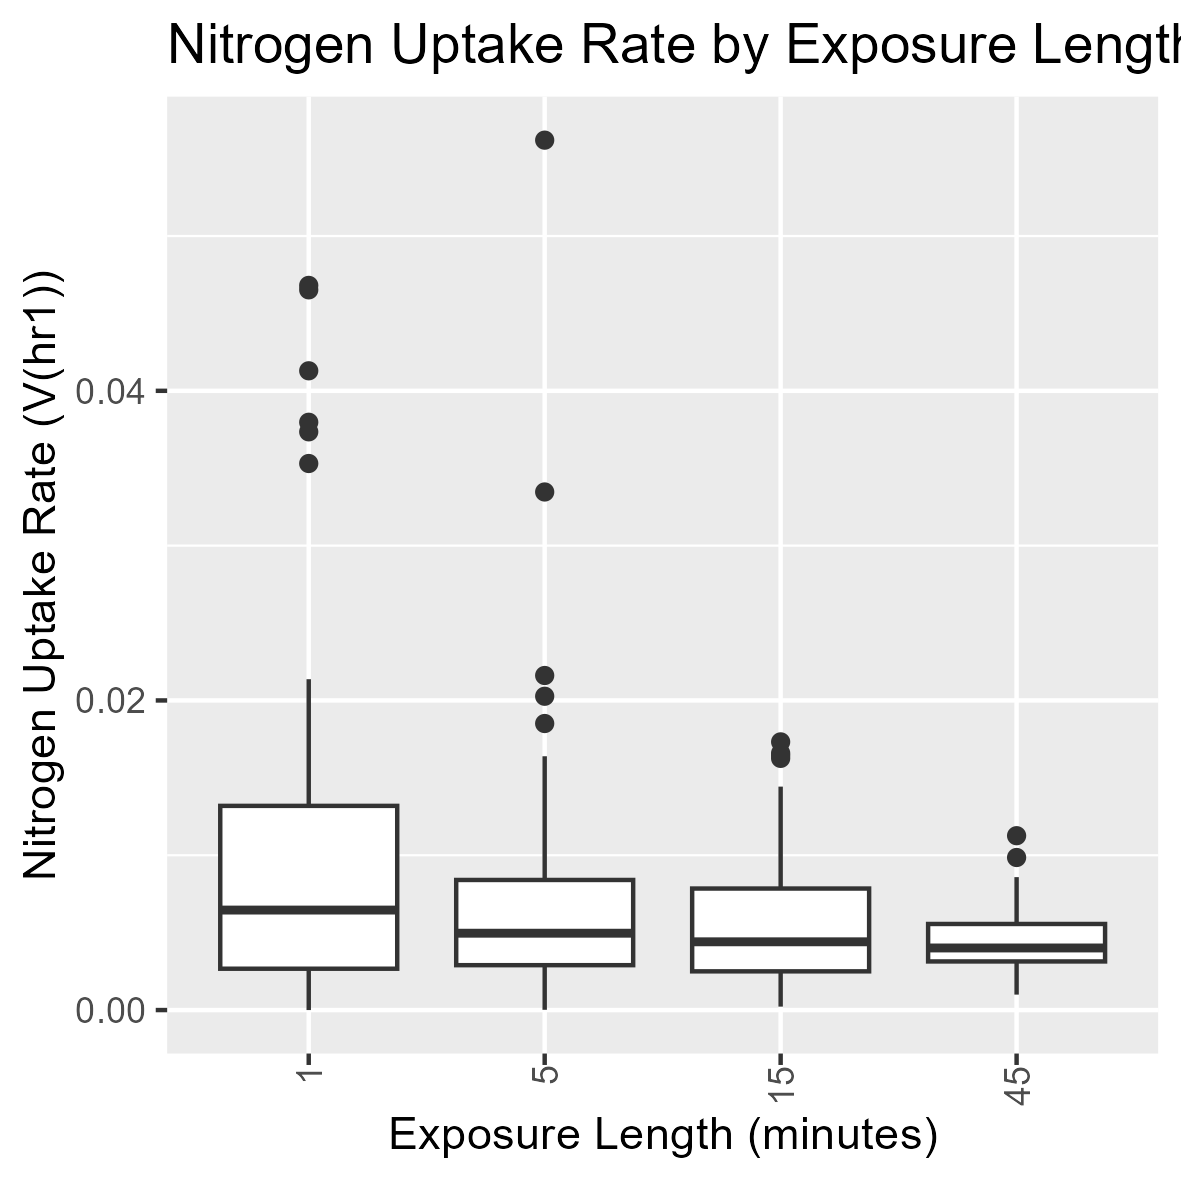 Nitrogen Uptake Rate by Exposure Length
Nitrogen Uptake Rate (V(hr1))
0.04
0.02
0.00
1
5
15
45
Exposure Length (minutes)